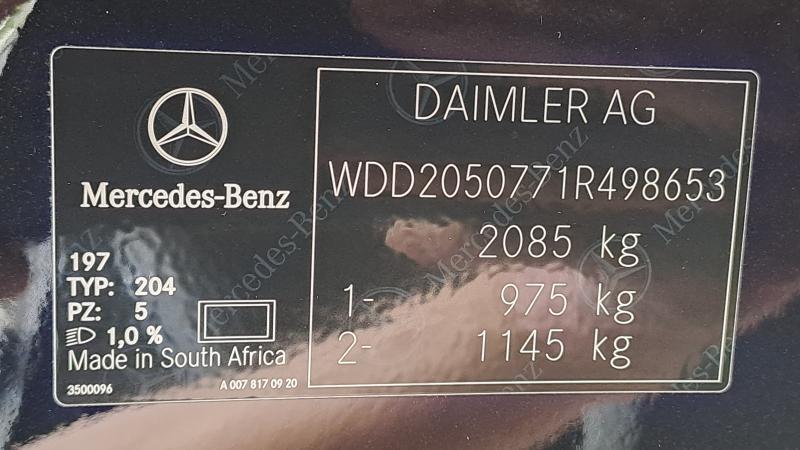 Mercedes-Benz
197
TYP: 204
PZ: 5
1,0 %
Made in South Africa
3500096
A 007 817 09 20
DAIMLER AG
WDD2050771R498653
2085 kg
1- 975 kg
2- 1145 kg